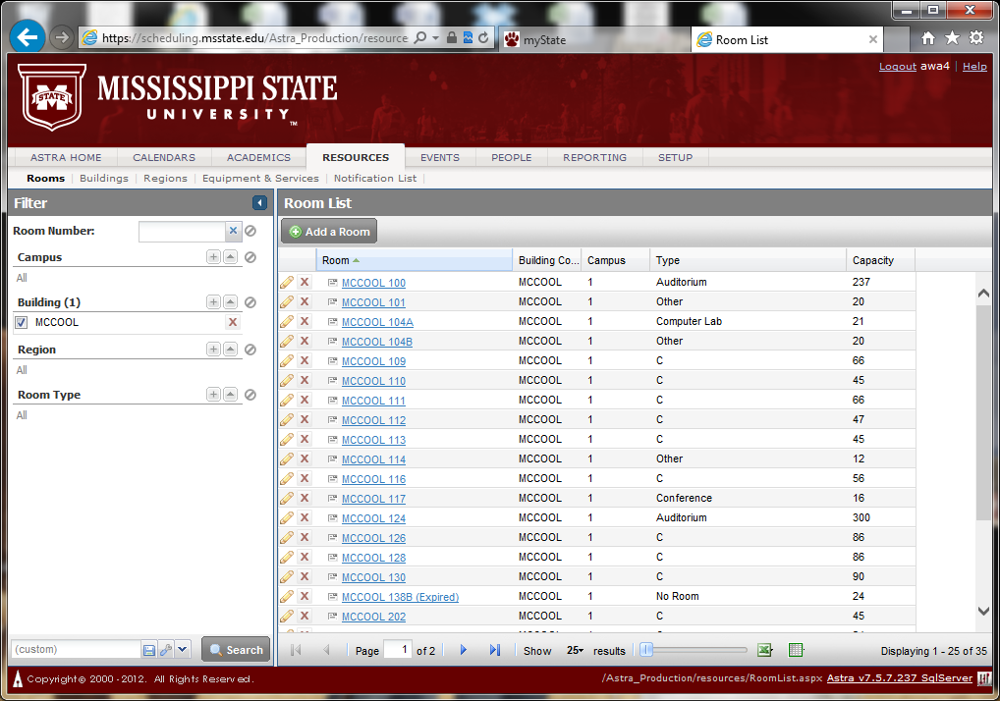 https://scheduling.msstate.edu/Astra_Production/resource
myState
Room List
STATE
MISSISSIPPI STATE
UNIVERSITY™
Logout awa4 | Help
ASTRA HOME CALENDARS ACADEMICS RESOURCES EVENTS PEOPLE REPORTING SETUP
Rooms | Buildings | Regions | Equipment & Services | Notification List |
Filter
Room Number:
Campus
All
Building (1)
MCCOOL
Region
All
Room Type
All
(custom)
Search
Room List
Add a Room
Room Building Co... Campus Type Capacity
MCCOOL 100 MCCOOL 1 Auditorium 237
MCCOOL 101 MCCOOL 1 Other 20
MCCOOL 104A MCCOOL 1 Computer Lab 21
MCCOOL 104B MCCOOL 1 Other 20
MCCOOL 109 MCCOOL 1 C 66
MCCOOL 110 MCCOOL 1 C 45
MCCOOL 111 MCCOOL 1 C 66
MCCOOL 112 MCCOOL 1 C 47
MCCOOL 113 MCCOOL 1 C 45
MCCOOL 114 MCCOOL 1 Other 12
MCCOOL 116 MCCOOL 1 C 56
MCCOOL 117 MCCOOL 1 Conference 16
MCCOOL 124 MCCOOL 1 Auditorium 300
MCCOOL 126 MCCOOL 1 C 86
MCCOOL 128 MCCOOL 1 C 86
MCCOOL 130 MCCOOL 1 C 90
MCCOOL 138B (Expired) MCCOOL 1 No Room 24
MCCOOL 202 MCCOOL 1 C 45
Page 1 of 2 Show 25 results Displaying 1 - 25 of 35
Copyright© 2000 - 2012. All Rights Reserved.
/Astra_Production/resources/RoomList.aspx Astra v7.5.7.237 SqlServer